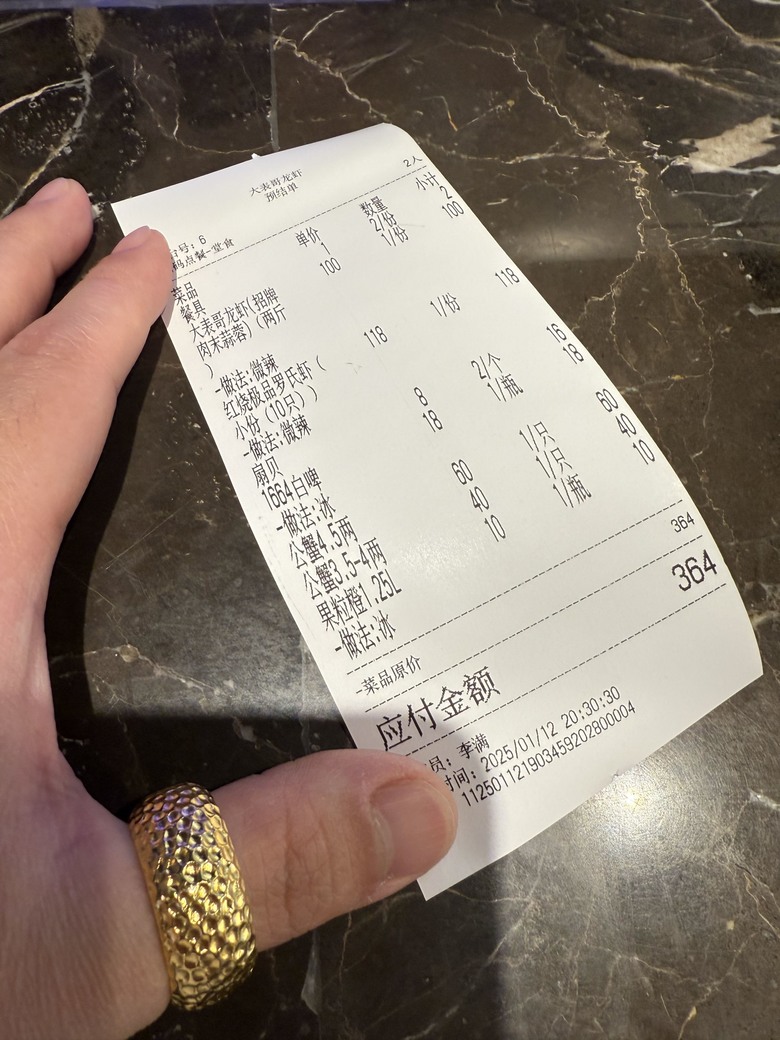 大表哥龙虾
预结单
号: 6 2人
码点餐-堂食
菜品 单价 数量 小计
餐具 1 2/份 2
大表哥龙虾(招牌 100 1/份 100
肉末蒜蓉) (两斤
)
-做法:微辣
红烧极品罗氏虾 ( 118 1/份 118
小份 (10只) )
-做法:微辣
扇贝 8 2/个 16
1664白啤 18 1/瓶 18
-做法:冰
公蟹4.5两 60 1/只 60
公蟹3.5-4两 40 1/只 40
果粒橙1.25L 10 1/瓶 10
-做法:冰
-菜品原价 364
应付金额 364
员: 李满
时间: 2025/01/12 20:30:30
112501121903459202800004